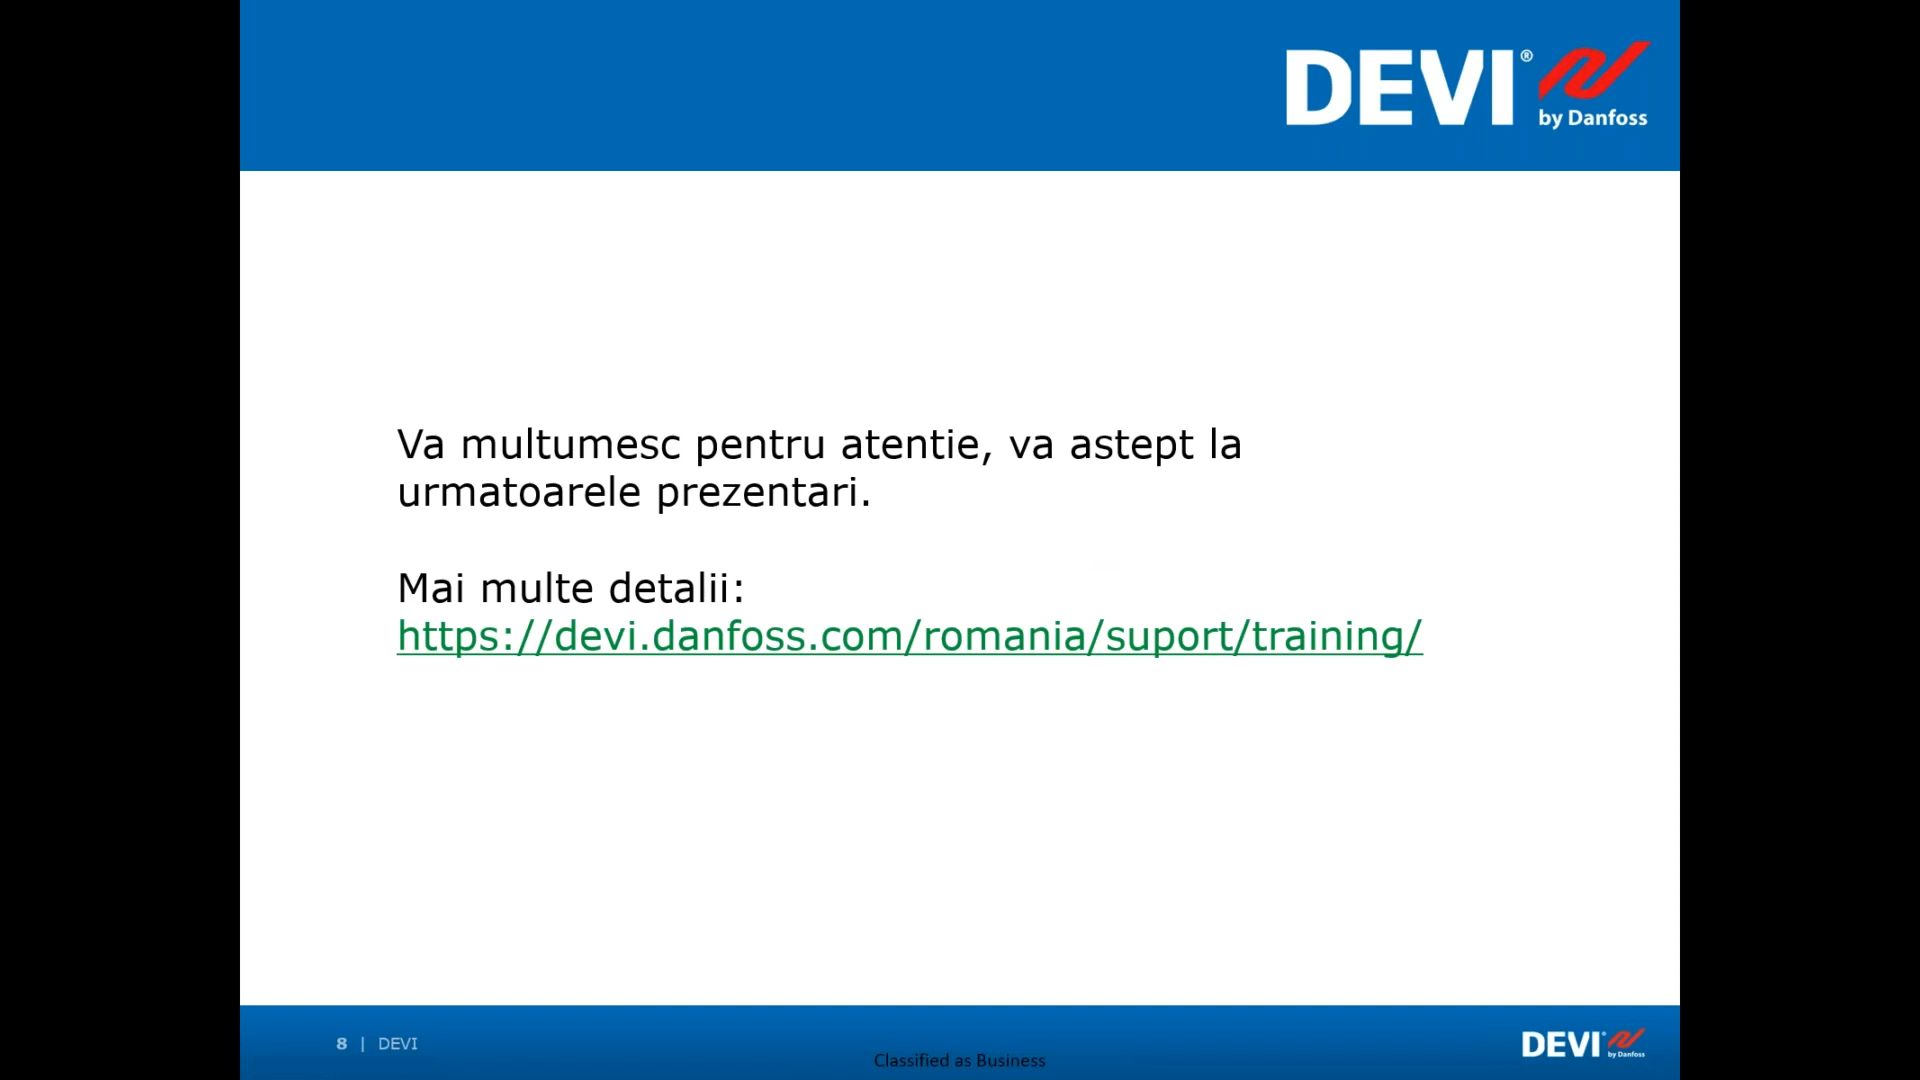 DEVI®
by Danfoss
Va multumesc pentru atentie, va astept la
urmatoarele prezentari.
Mai multe detalii:
https://devi.danfoss.com/romania/suport/training/
8 | DEVI
Classified as Business
DEVI®
by Danfoss